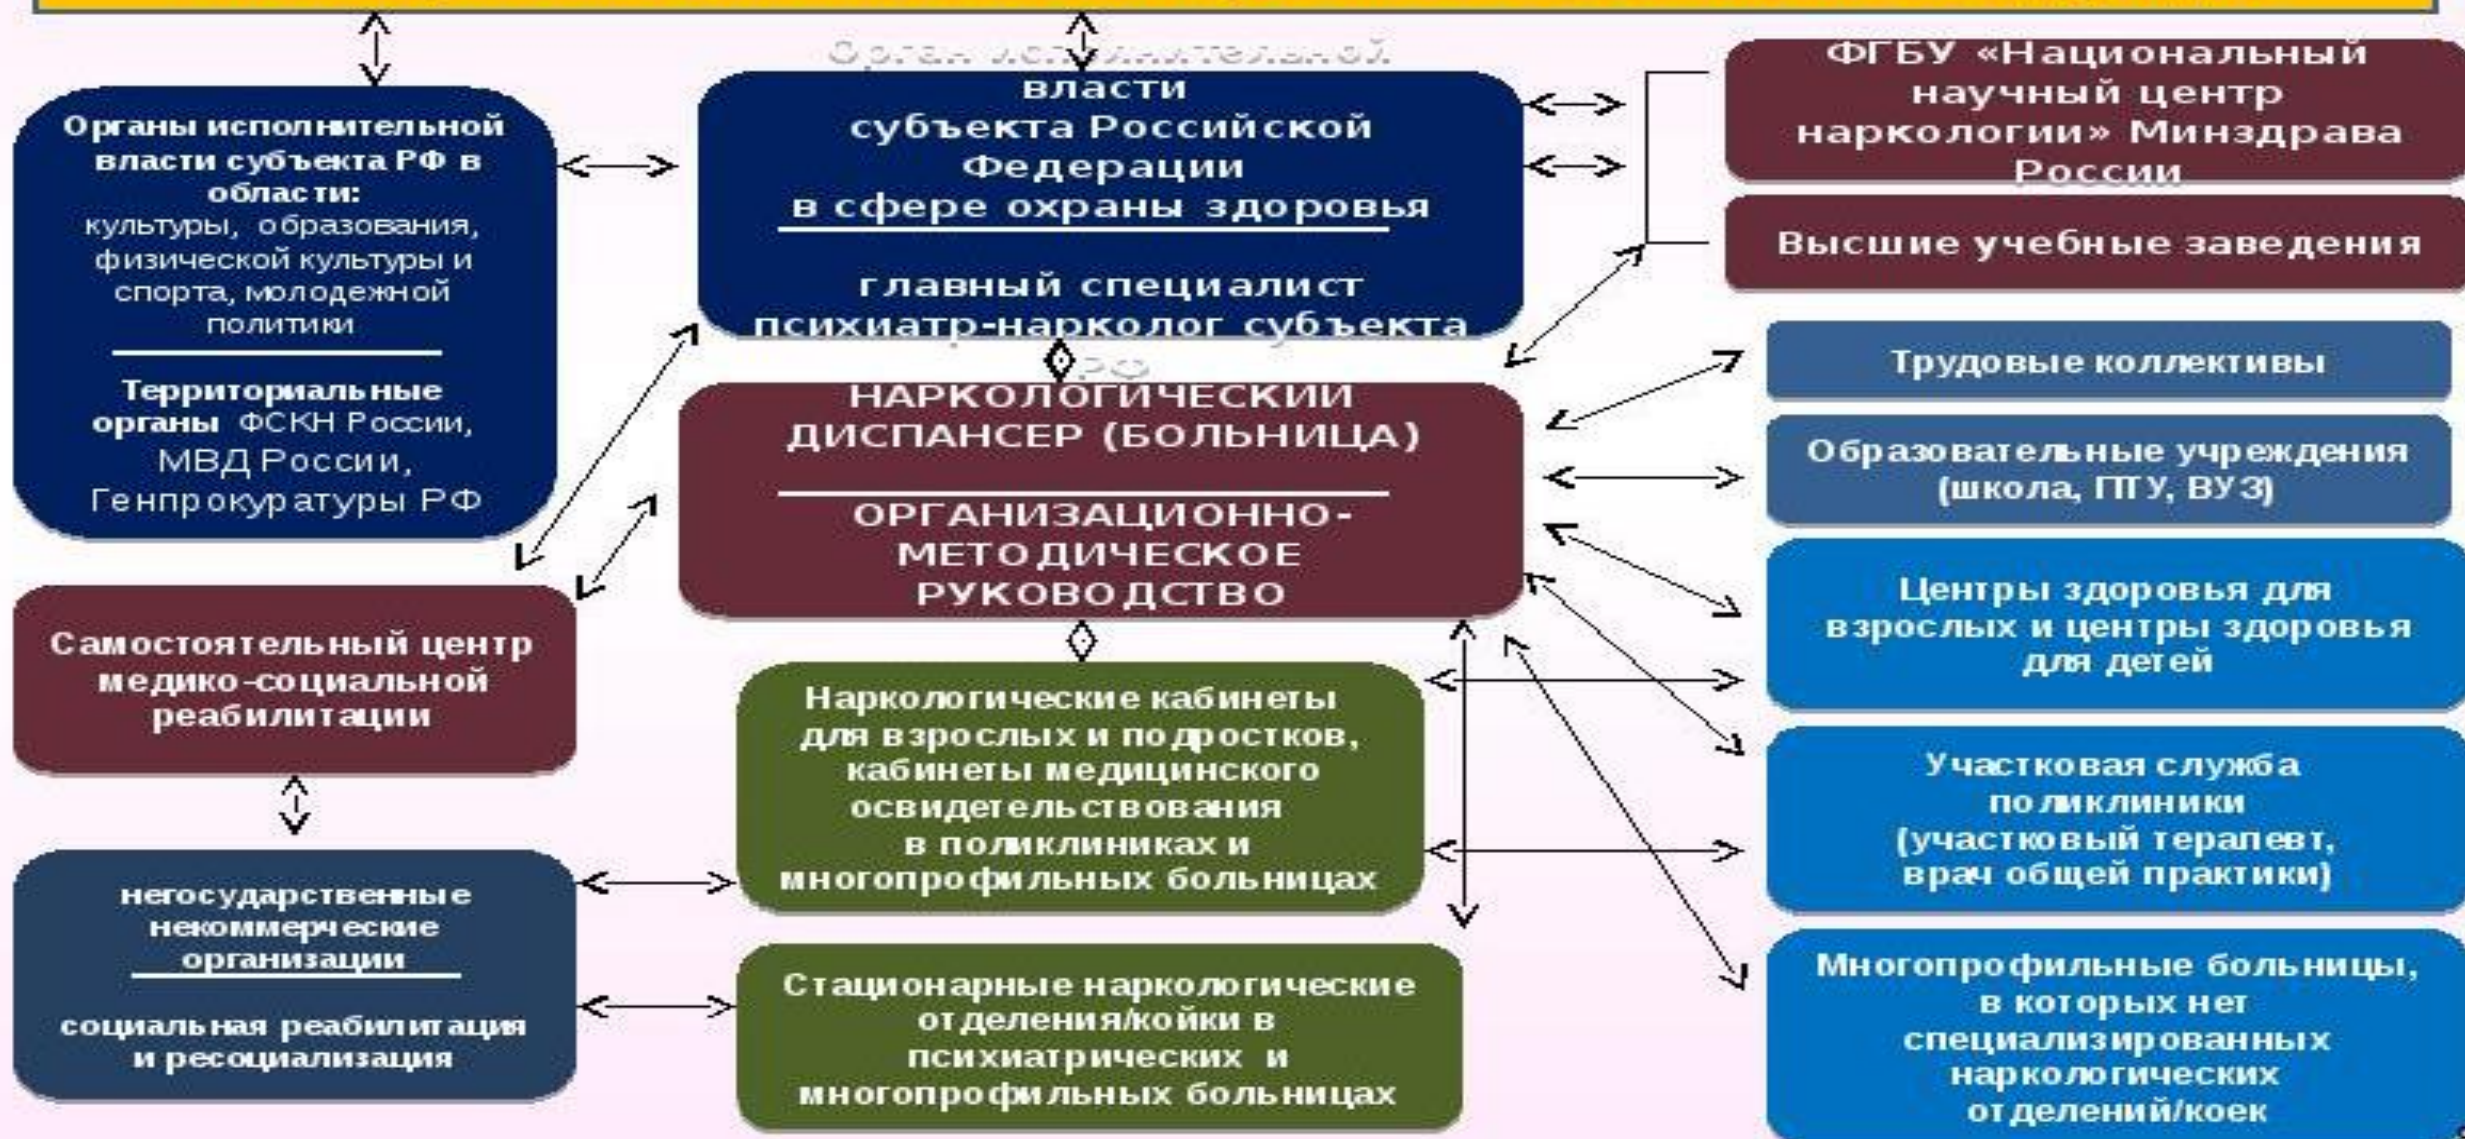 Органы исполнительной
власти субъекта РФ в
области:
культуры, образования,
физической культуры и
спорта, молодежной
политики
Территориальные
органы ФСКН России,
МВД России,
Генпрокуратуры РФ
Орган исполнительной
власти
субъекта Российской
Федерации
в сфере охраны здоровья
главный специалист
психиатр-нарколог субъекта
РФ
ФГБУ «Национальный
научный центр
наркологии» Минздрава
России
Высшие учебные заведения
НАРКОЛОГИЧЕСКИЙ
ДИСПАНСЕР (БОЛЬНИЦА)
ОРГАНИЗАЦИОННО-
МЕТОДИЧЕСКОЕ
РУКОВОДСТВО
Трудовые коллективы
Образовательные учреждения
(школа, ПТУ, ВУЗ)
Центры здоровья для
взрослых и центры здоровья
для детей
Самостоятельный центр
медико-социальной
реабилитации
Наркологические кабинеты
для взрослых и подростков,
кабинеты медицинского
освидетельствования
в поликлиниках и
многопрофильных больницах
Участковая служба
поликлиники
(участковый терапевт,
врач общей практики)
негосударственные
некоммерческие
организации
социальная реабилитация
и ресоциализация
Стационарные наркологические
отделения/койки в
психиатрических и
многопрофильных больницах
Многопрофильные больницы,
в которых нет
специализированных
наркологических
отделений/коек